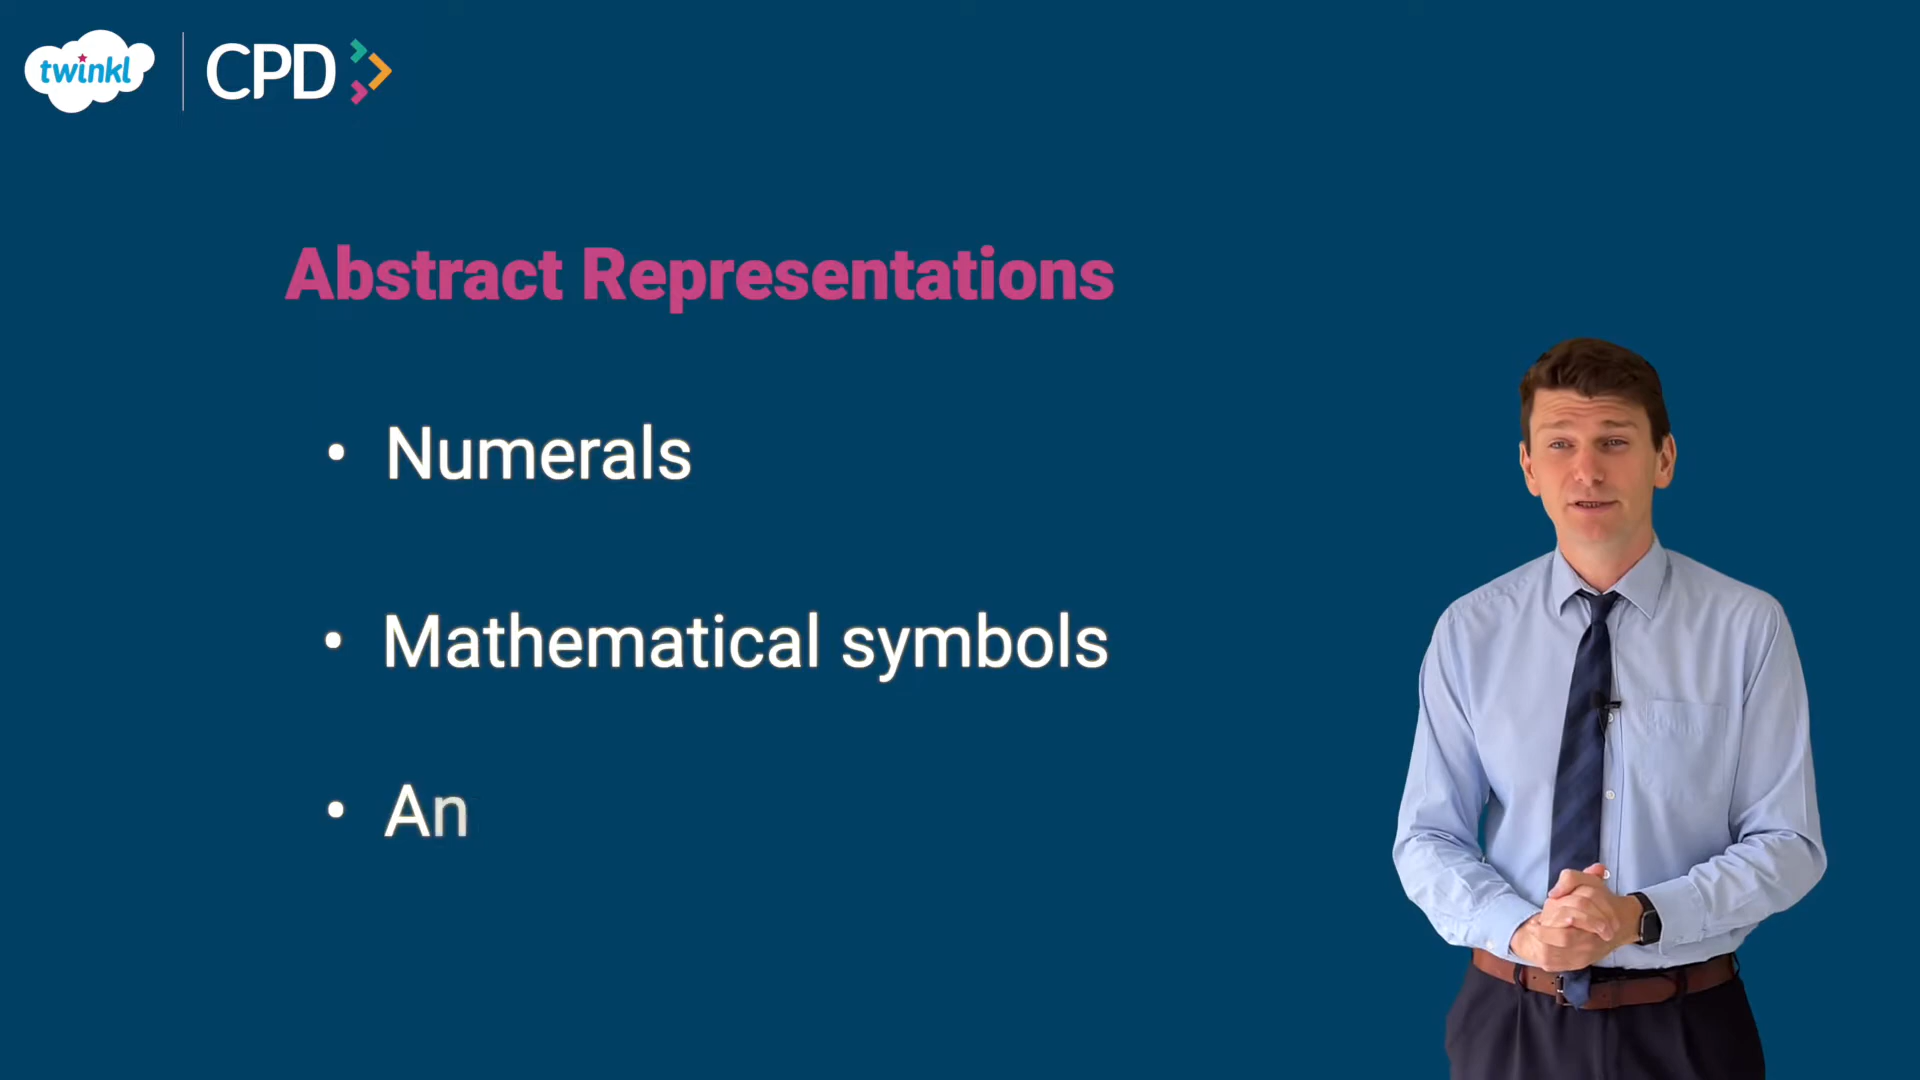 twinkl
CPD
Abstract Representations
• Numerals
• Mathematical symbols
• An